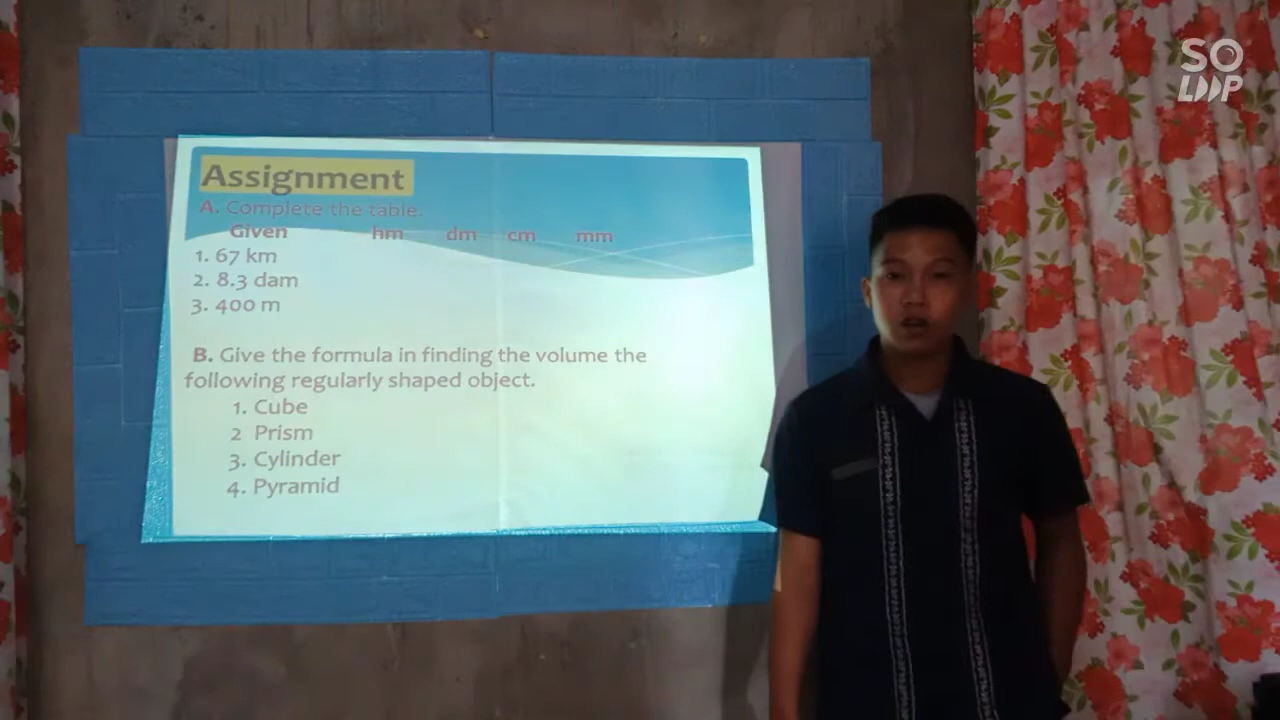 SO
LOOP
Assignment
A. Complete the table.
Given hm dm cm mm
1. 67 km
2. 8.3 dam
3. 400 m
B. Give the formula in finding the volume the
following regularly shaped object.
1. Cube
2 Prism
3. Cylinder
4. Pyramid